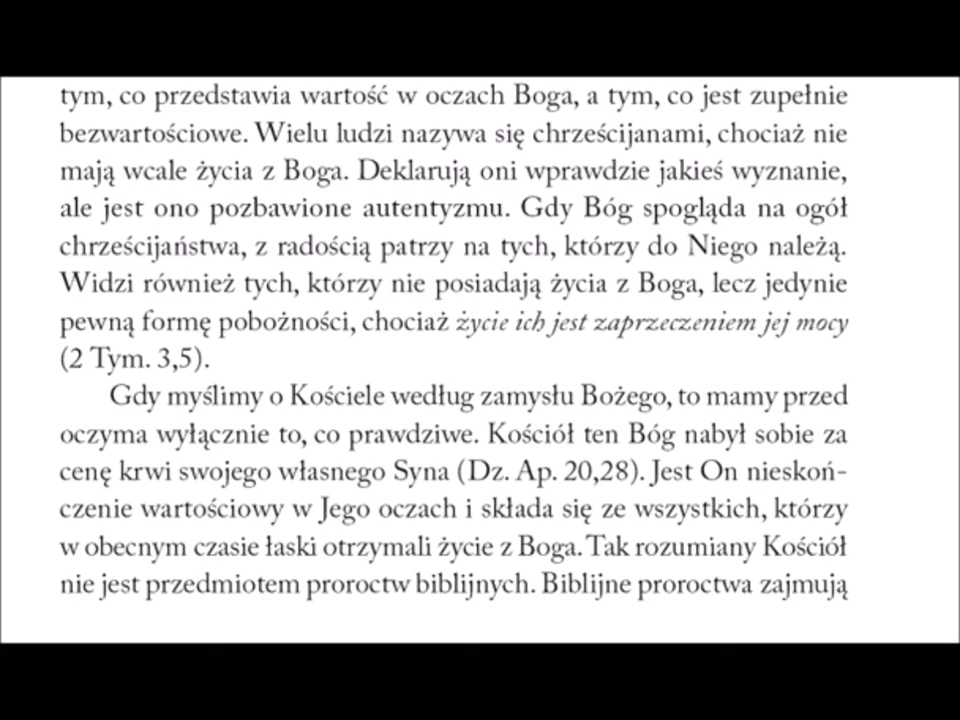 tym, co przedstawia wartość w oczach Boga, a tym, co jest zupełnie
bezwartościowe. Wielu ludzi nazywa się chrześcijanami, chociaż nie
mają wcale życia z Boga. Deklarują oni wprawdzie jakieś wyznanie,
ale jest ono pozbawione autentyzmu. Gdy Bóg spogląda na ogół
chrześcijaństwa, z radością patrzy na tych, którzy do Niego należą.
Widzi również tych, którzy nie posiadają życia z Boga, lecz jedynie
pewną formę pobożności, chociaż życie ich jest zaprzeczeniem jej mocy
(2 Tym. 3,5).
Gdy myślimy o Kościele według zamysłu Bożego, to mamy przed
oczyma wyłącznie to, co prawdziwe. Kościół ten Bóg nabył sobie za
cenę krwi swojego własnego Syna (Dz. Ap. 20,28). Jest On nieskoń-
czenie wartościowy w Jego oczach i składa się ze wszystkich, którzy
w obecnym czasie łaski otrzymali życie z Boga. Tak rozumiany Kościół
nie jest przedmiotem proroctw biblijnych. Biblijne proroctwa zajmują